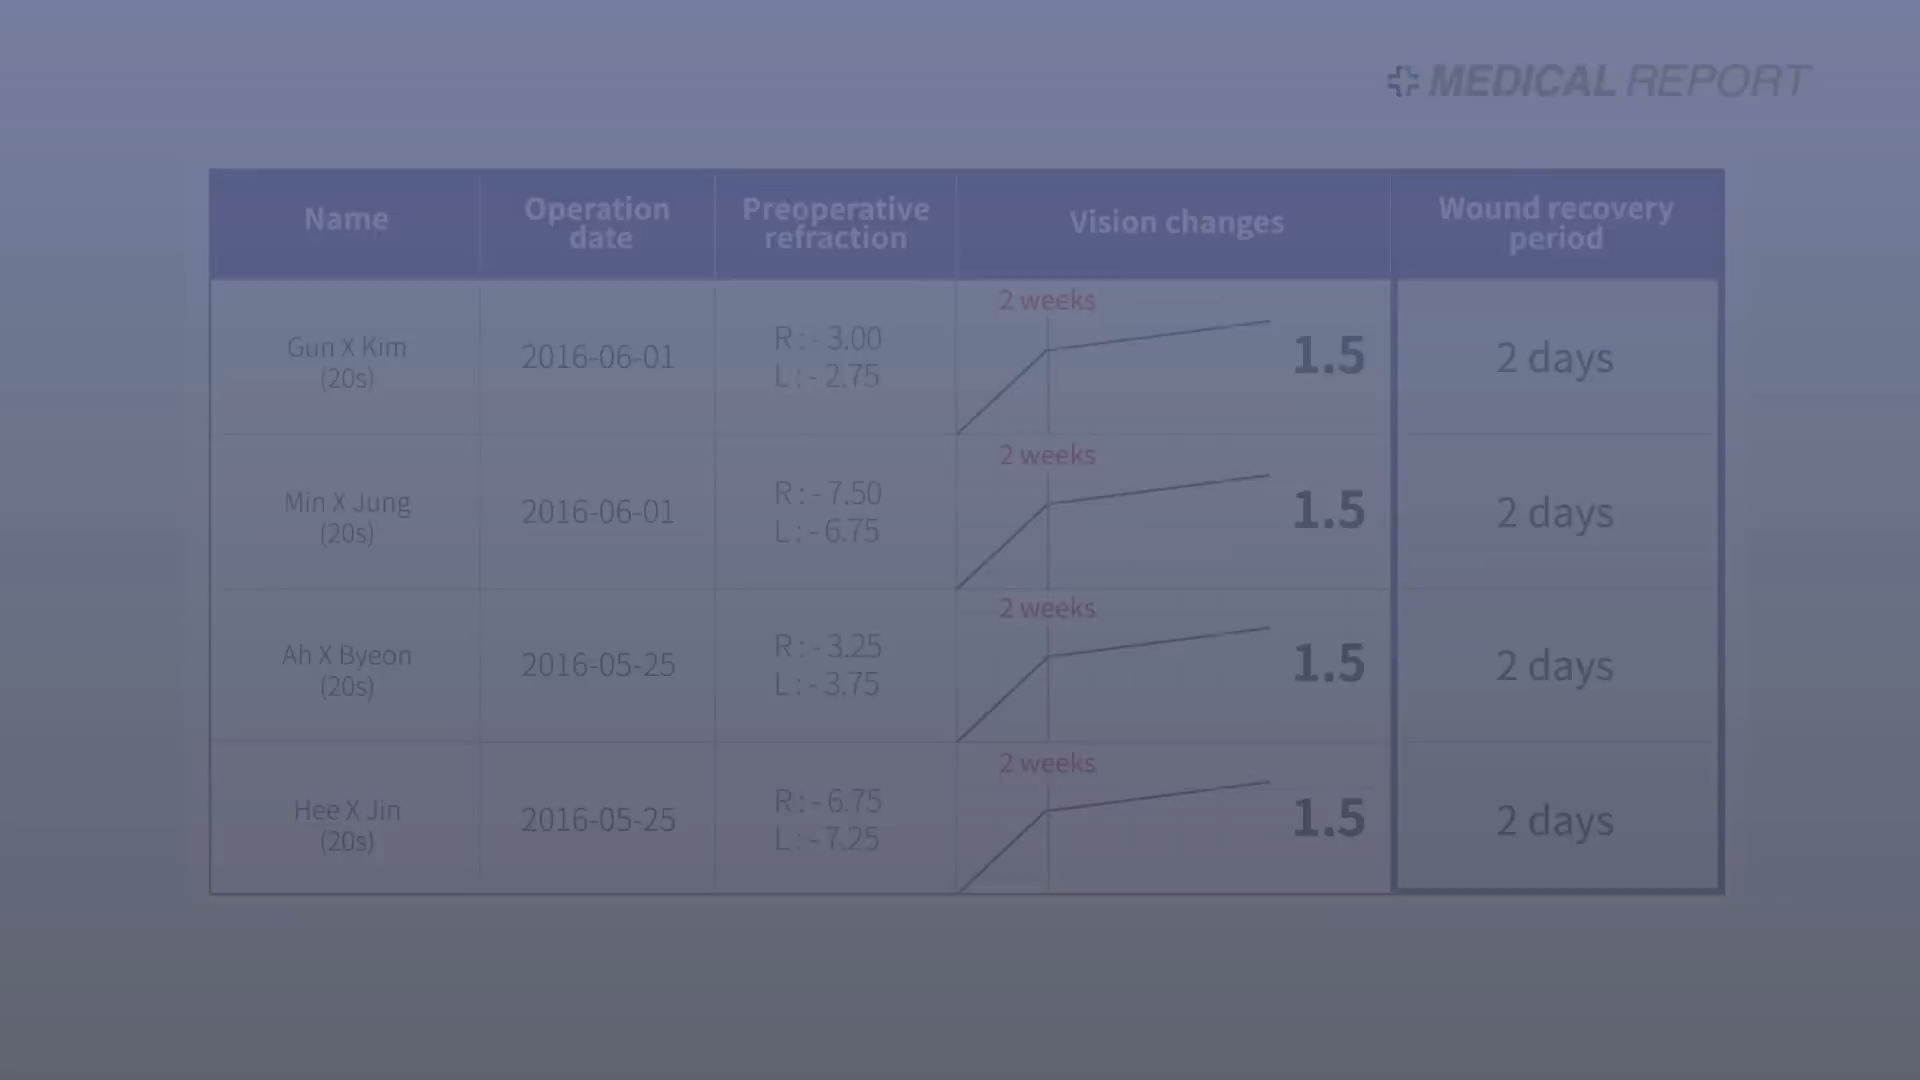 MEDICAL REPORT
Name
Operation
date
Preoperative
refraction
Vision changes
Wound recovery
period
Gun X Kim
(20s)
2016-06-01
R : - 3.00
L : - 2.75
2 weeks
1.5
2 days
Min X Jung
(20s)
2016-06-01
R : - 7.50
L : - 6.75
2 weeks
1.5
2 days
Ah X Byeon
(20s)
2016-05-25
R : - 3.25
L : - 3.75
2 weeks
1.5
2 days
Hee X Jin
(20s)
2016-05-25
R : - 6.75
L : - 7.25
2 weeks
1.5
2 days